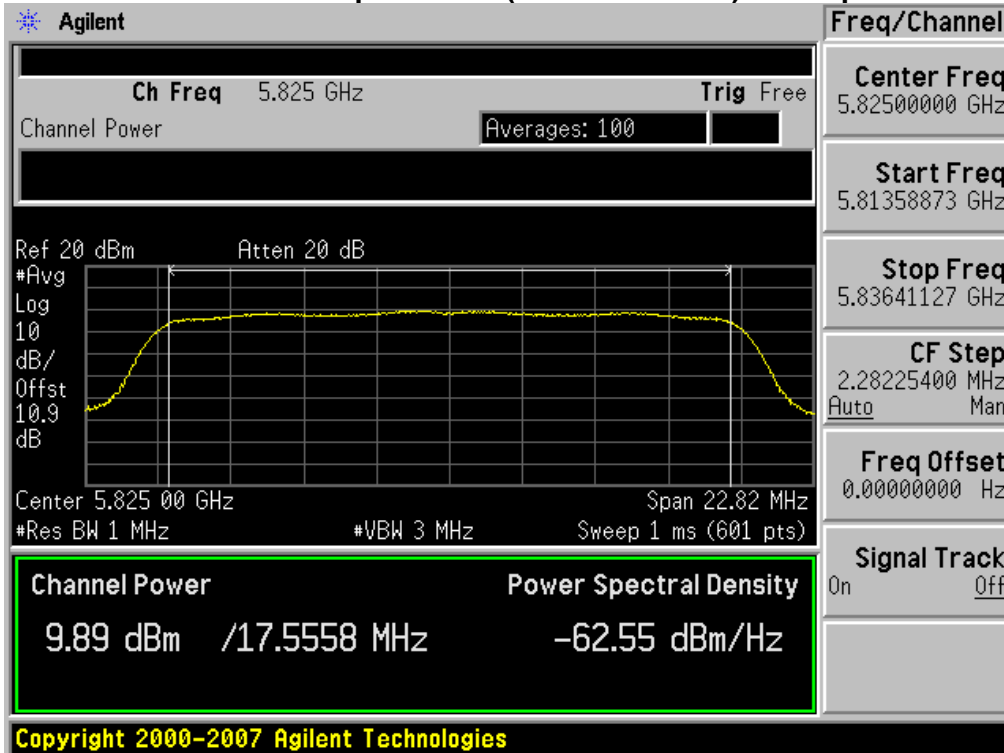 Agilent
Freq/Channel
Ch Freq 5.825 GHz Trig Free
Channel Power Averages: 100
Ref 20 dBm Atten 20 dB
#Avg
Log
10
dB/
Offst
10.9
dB
Center 5.825 00 GHz Span 22.82 MHz
#Res BW 1 MHz #VBW 3 MHz Sweep 1 ms (601 pts)
Channel Power Power Spectral Density
9.89 dBm /17.5558 MHz -62.55 dBm/Hz
Copyright 2000-2007 Agilent Technologies
Center Freq
5.82500000 GHz
Start Freq
5.81358873 GHz
Stop Freq
5.83641127 GHz
CF Step
2.28225400 MHz
Auto Man
Freq Offset
0.00000000 Hz
Signal Track
On Off